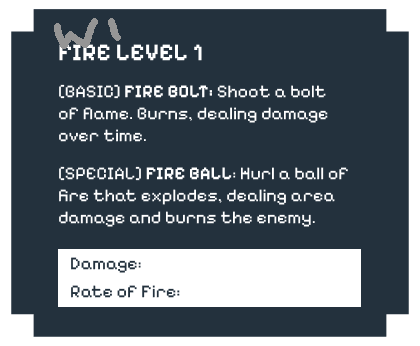 W1
FIRE LEVEL 1
(BASIC) FIRE BOLT: Shoot a bolt
of flame. Burns, dealing damage
over time.
(SPECIAL) FIRE BALL: Hurl a ball of
fire that explodes, dealing area
damage and burns the enemy.
Damage:
Rate of Fire: